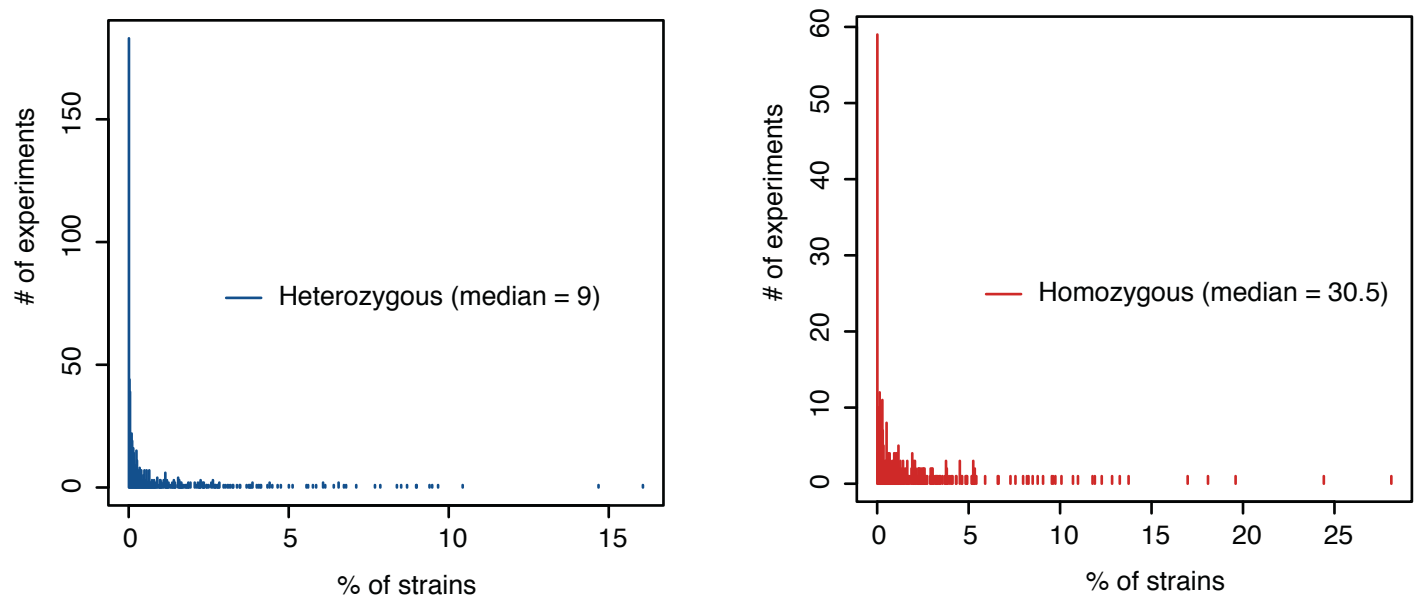 # of experiments
150
100
50
0
Heterozygous (median = 9)
0 5 10 15
% of strains
# of experiments
60
50
40
30
20
10
0
Homozygous (median = 30.5)
0 5 10 15 20 25
% of strains